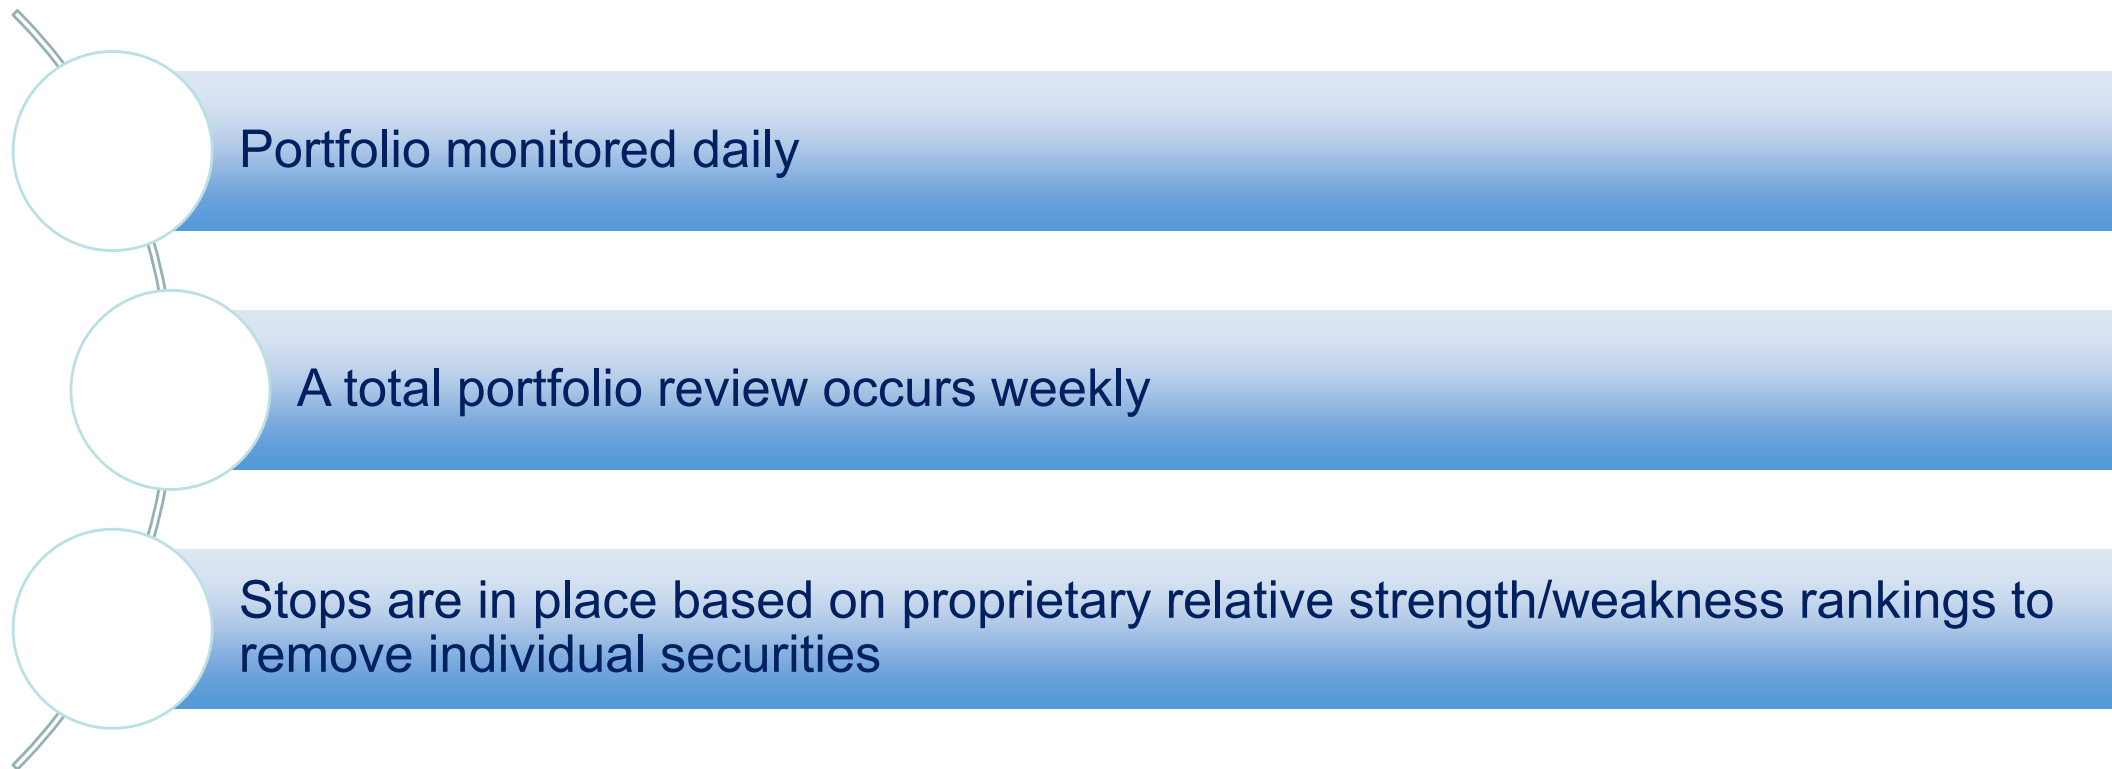 Portfolio monitored daily
A total portfolio review occurs weekly
Stops are in place based on proprietary relative strength/weakness rankings to
remove individual securities